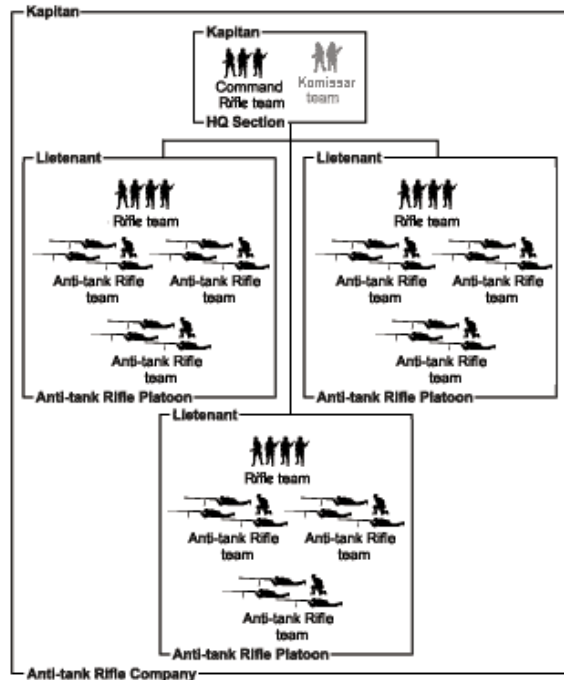 Kapitan
Kapitan
Command
Rifle team
Komissar
team
HQ Section
Lietenant
Rifle team
Anti-tank Rifle
team
Anti-tank Rifle
team
Anti-tank Rifle
team
Anti-tank Rifle Platoon
Lietenant
Rifle team
Anti-tank Rifle
team
Anti-tank Rifle
team
Anti-tank Rifle
team
Anti-tank Rifle Platoon
Lietenant
Rifle team
Anti-tank Rifle
team
Anti-tank Rifle
team
Anti-tank Rifle
team
Anti-tank Rifle Platoon
Anti-tank Rifle Company